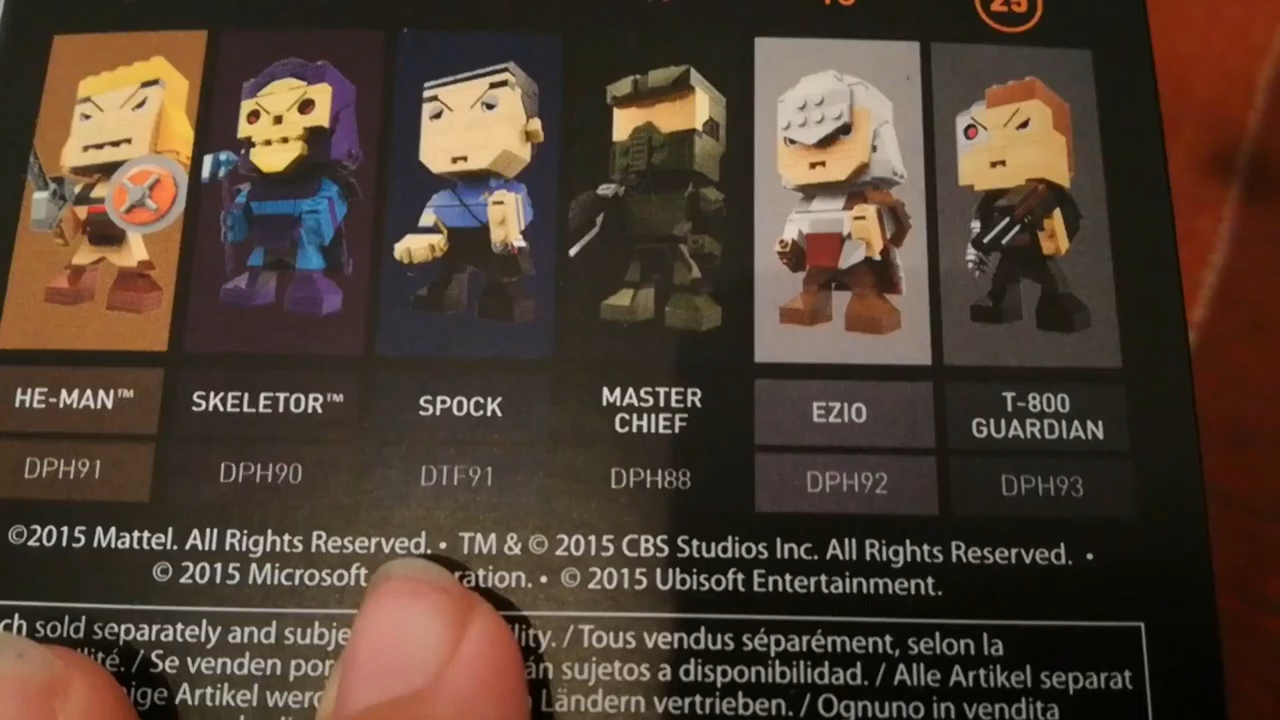 25
HE-MAN™
SKELETOR™
SPOCK
MASTER
CHIEF
EZIO
T-800
GUARDIAN
DPH91
DPH90
DTF91
DPH88
DPH92
DPH93
©2015 Mattel. All Rights Reserved. • TM & © 2015 CBS Studios Inc. All Rights Reserved. •
© 2015 Microsoft ration. • © 2015 Ubisoft Entertainment.
ch sold separately and subje lity. / Tous vendus séparément, selon la
lité. / Se venden por án sujetos a disponibilidad. / Alle Artikel separat
ige Artikel werd Ländern vertrieben. / Ognuno in vendita